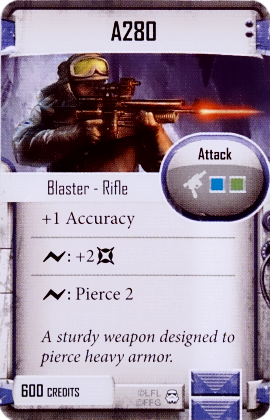 A280
Attack
Blaster - Rifle
+1 Accuracy
: +2
: Pierce 2
A sturdy weapon designed to
pierce heavy armor.
600 CREDITS
©LFL
©FFG